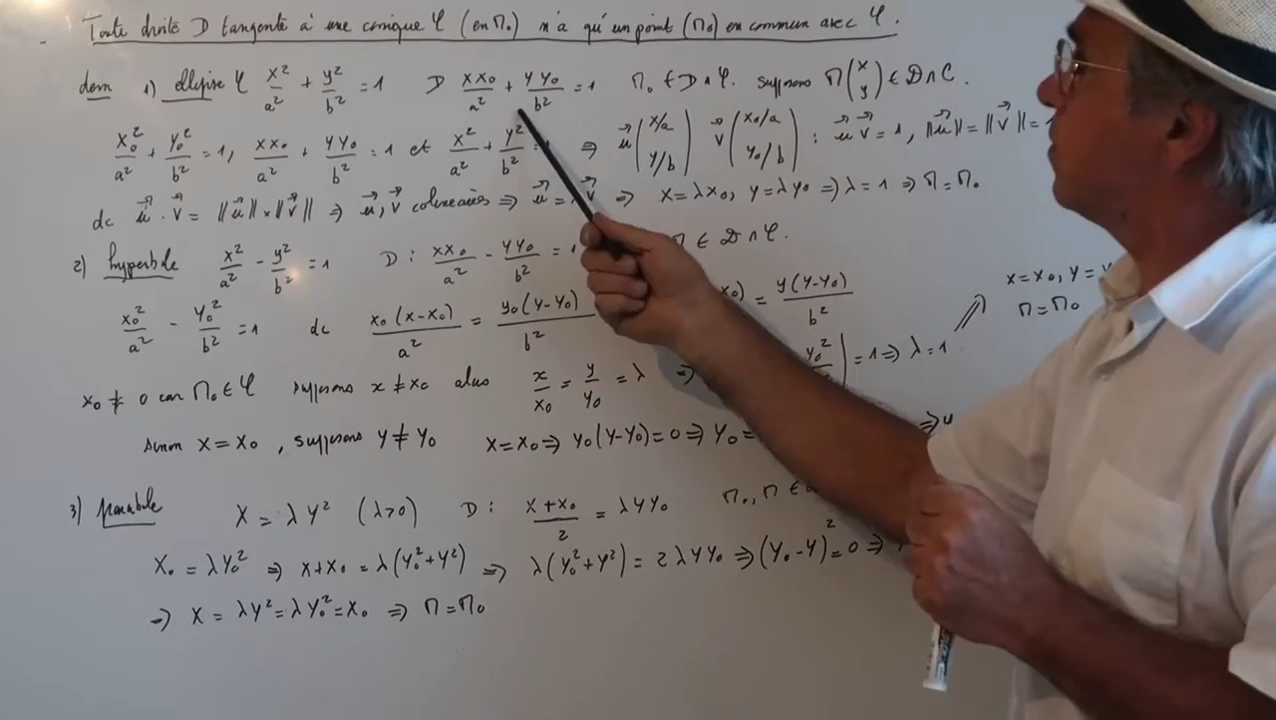 Toute droite D tangente à une conique φ (en M₀) n'a qu'un point (M₀) en commun avec φ.
dem 1) ellipse φ x²/a² + y²/b² = 1 D xx₀/a² + yy₀/b² = 1 M₀ ∈ D ∩ φ. supposons M(x y) ∈ D ∩ C.
x₀²/a² + y₀²/b² = 1, xx₀/a² + yy₀/b² = 1 et x²/a² + y²/b² = 1 ⇒ u⃗(x/a y/b) v⃗(x₀/a y₀/b) : u⃗ v⃗ = 1, ||u⃗|| = ||v⃗|| = 1
dc u⃗ · v⃗ = ||u⃗|| × ||v⃗|| ⇒ u⃗, v⃗ colinéaires ⇒ u⃗ = v⃗ ⇒ x = λx₀, y = λy₀ ⇒ λ = 1 ⇒ M = M₀
2) hyperbole x²/a² - y²/b² = 1 D : xx₀/a² - yy₀/b² = 1 M ∈ D ∩ φ.
x₀²/a² - y₀²/b² = 1 dc x₀(x-x₀)/a² = y₀(y-y₀)/b² x₀) = y(y-y₀)/b² x = x₀, y = M = M₀
x₀ ≠ 0 car M₀ ∈ φ supposons x ≠ x₀ alors x/x₀ = y/y₀ = λ ⇒ y₀² | = 1 ⇒ λ = 1 ⇒
sinon x = x₀, supposons y ≠ y₀ x = x₀ ⇒ y₀(y-y₀) = 0 ⇒ y₀ =
3) parabole x = λy² (λ>0) D : x+x₀/2 = λyy₀ M₀, M ∈
x₀ = λy₀² ⇒ x+x₀ = λ(y₀²+y²) ⇒ λ(y₀²+y²) = 2λyy₀ ⇒ (y₀-y)² = 0 ⇒
⇒ x = λy² = λy₀² = x₀ ⇒ M = M₀